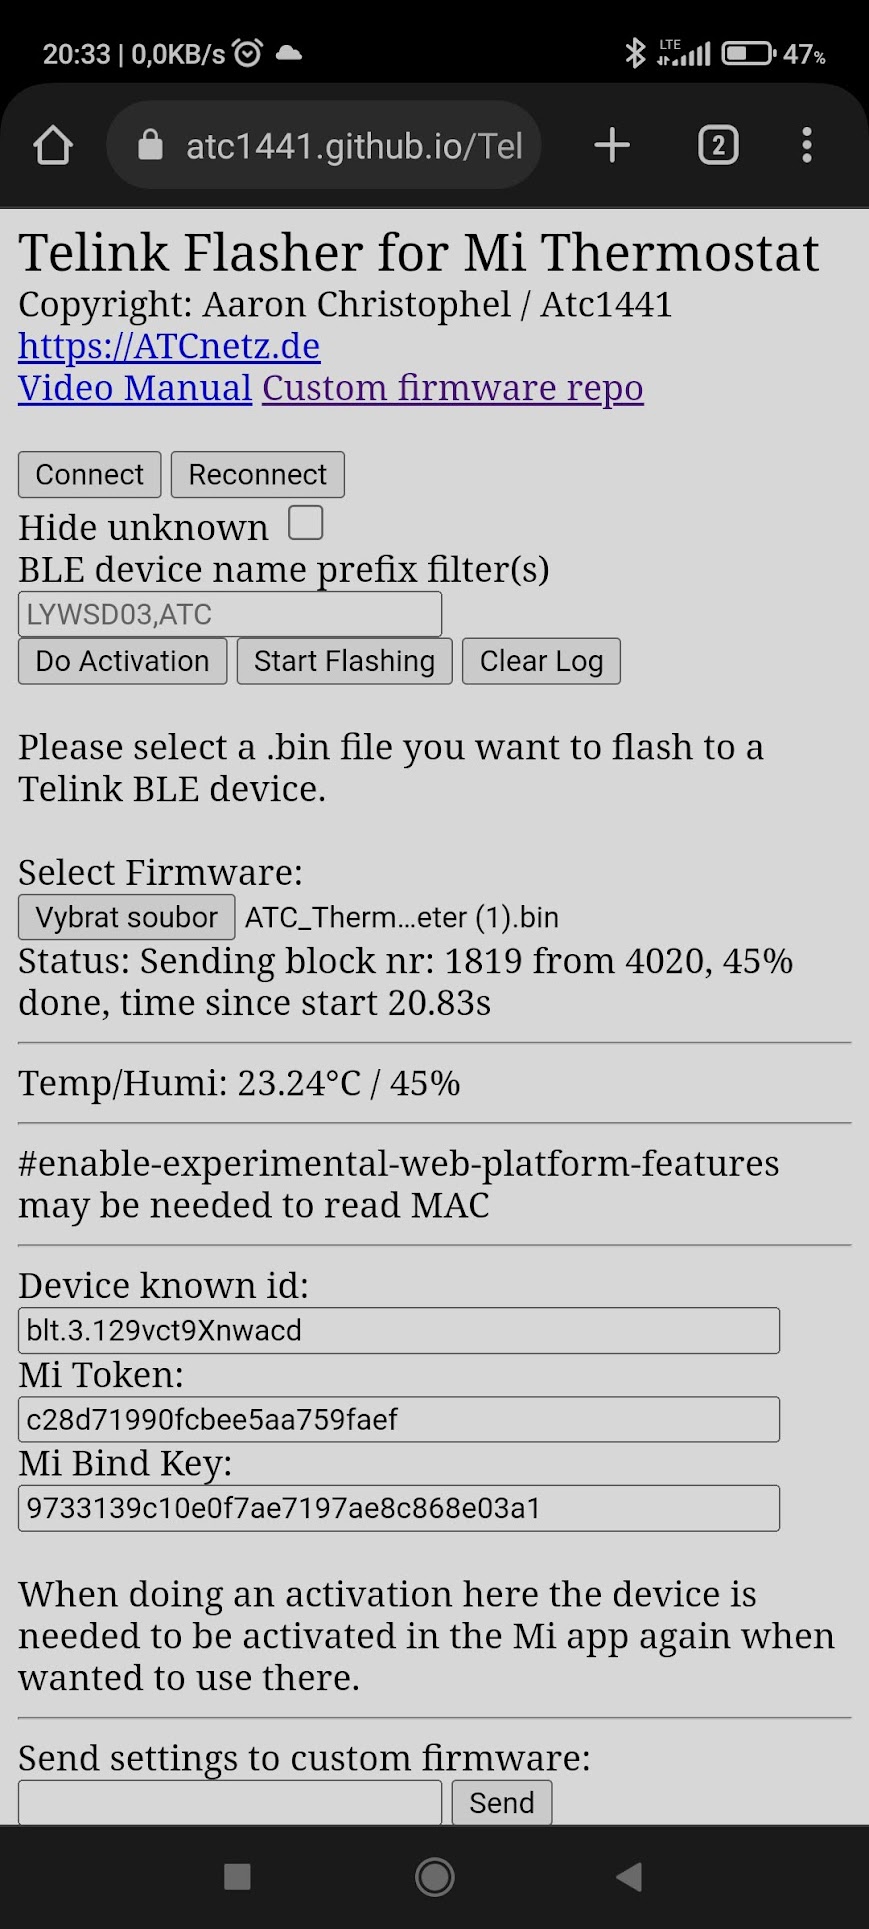 20:33 | 0,0KB/s
LTE
47%
atc1441.github.io/Tel
2
Telink Flasher for Mi Thermostat
Copyright: Aaron Christophel / Atc1441
https://ATCnetz.de
Video Manual Custom firmware repo
Connect Reconnect
Hide unknown
BLE device name prefix filter(s)
LYWSD03,ATC
Do Activation Start Flashing Clear Log
Please select a .bin file you want to flash to a
Telink BLE device.
Select Firmware:
Vybrat soubor ATC_Therm...eter (1).bin
Status: Sending block nr: 1819 from 4020, 45%
done, time since start 20.83s
Temp/Humi: 23.24°C / 45%
#enable-experimental-web-platform-features
may be needed to read MAC
Device known id:
blt.3.129vct9Xnwacd
Mi Token:
c28d71990fcbee5aa759faef
Mi Bind Key:
9733139c10e0f7ae7197ae8c868e03a1
When doing an activation here the device is
needed to be activated in the Mi app again when
wanted to use there.
Send settings to custom firmware:
Send